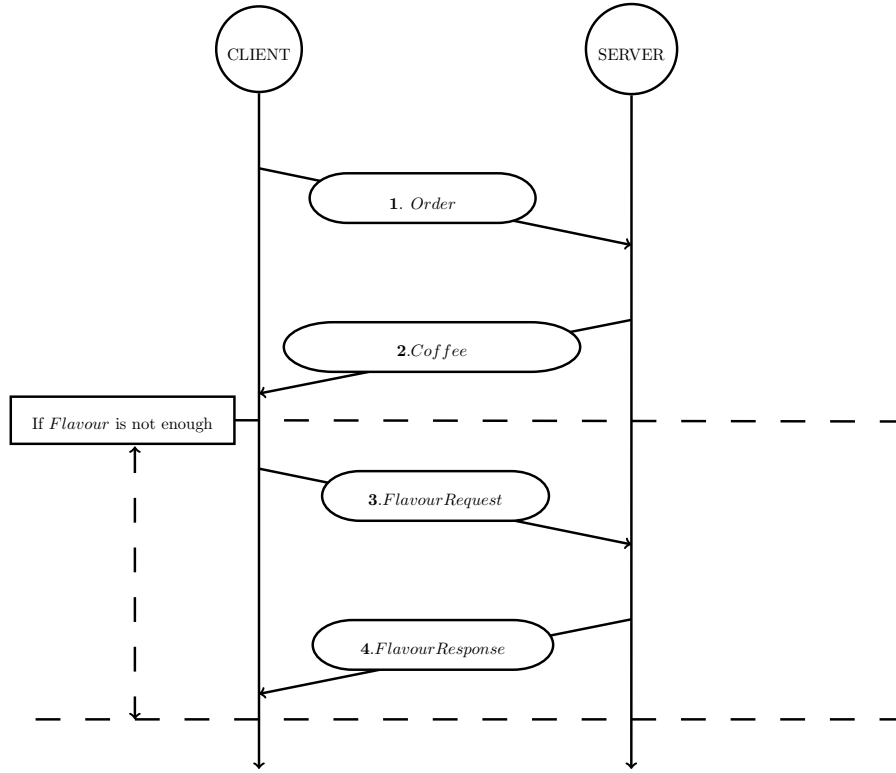 CLIENT
SERVER
1. Order
2.Coffee
If Flavour is not enough
3.FlavourRequest
4.FlavourResponse